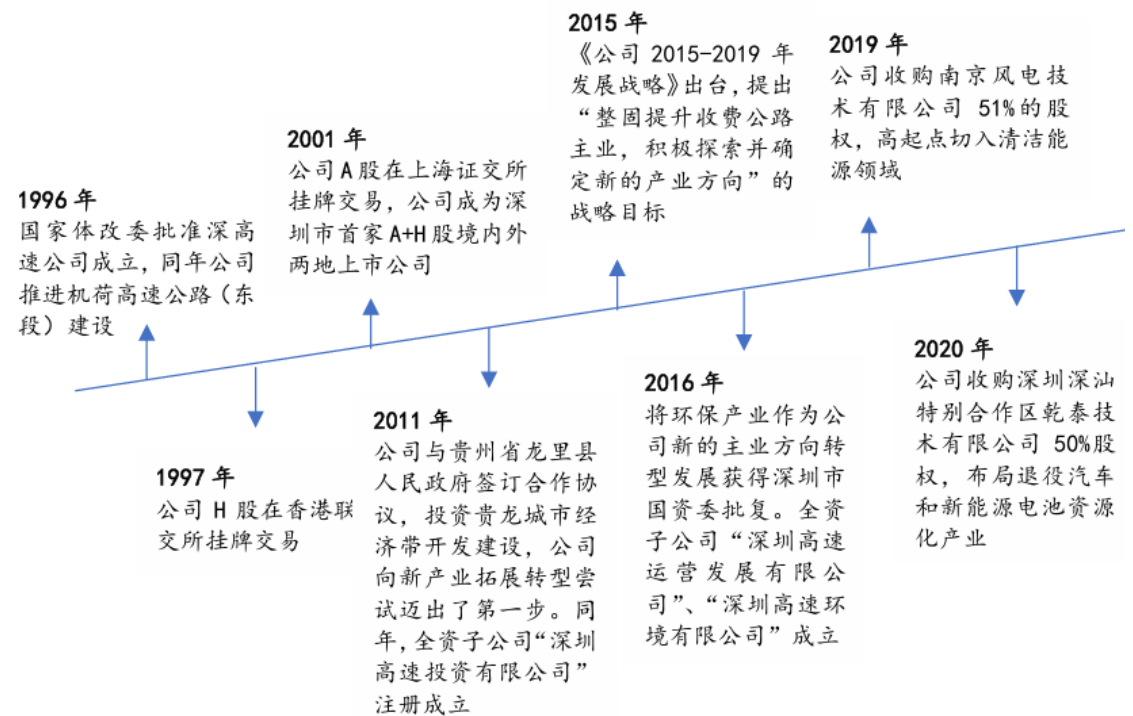 1996 年
国家体改委批准深高
速公司成立，同年公司
推进机荷高速公路（东
段）建设
1997 年
公司 H 股在香港联
交所挂牌交易
2001 年
公司 A 股在上海证交所
挂牌交易，公司成为深
圳市首家 A+H 股境内外
两地上市公司
2011 年
公司与贵州省龙里县
人民政府签订合作协
议，投资贵龙城市经
济带开发建设，公司
向新产业拓展转型尝
试迈出了第一步。同
年，全资子公司“深圳
高速投资有限公司”
注册成立
2015 年
《公司 2015-2019 年
发展战略》出台，提出
“整固提升收费公路
主业，积极探索并确
定新的产业方向”的
战略目标
2016 年
将环保产业作为公
司新的主业方向转
型发展获得深圳市
国资委批复。全资
子公司“深圳高速
运营发展有限公
司”、“深圳高速环
境有限公司”成立
2019 年
公司收购南京风电技
术有限公司 51%的股
权，高起点切入清洁能
源领域
2020 年
公司收购深圳深汕
特别合作区乾泰技
术有限公司 50%股
权，布局退役汽车
和新能源电池资源
化产业